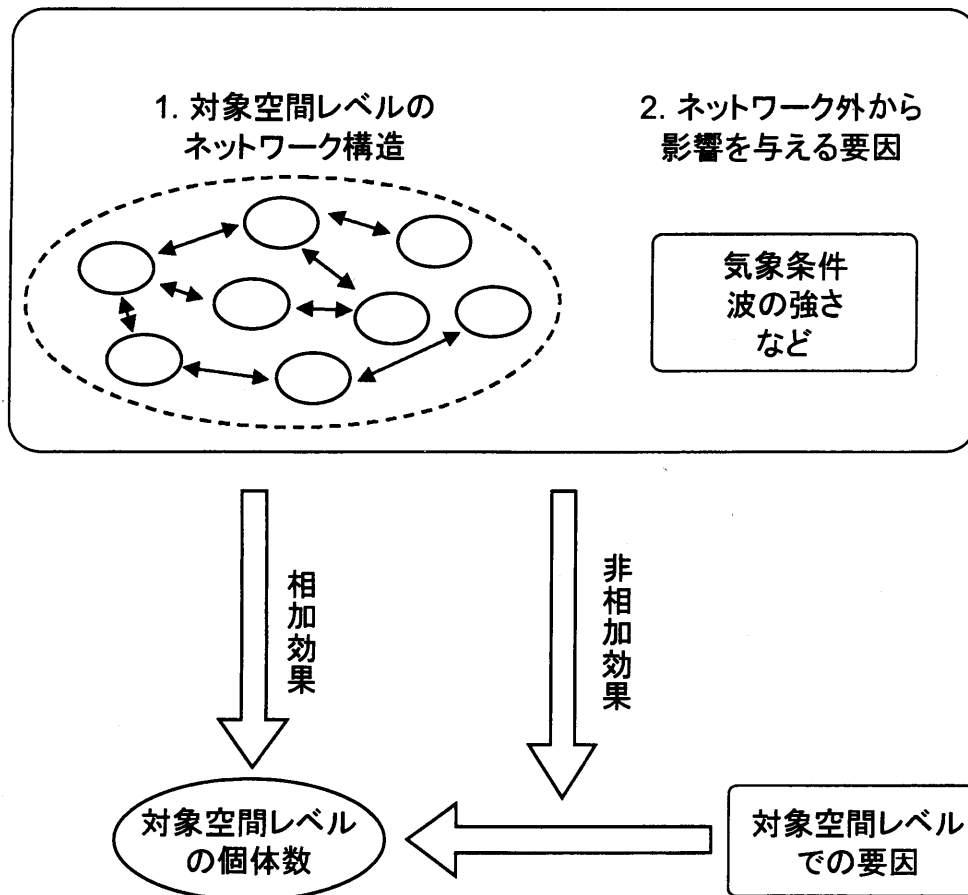 1. 対象空間レベルの
ネットワーク構造
2. ネットワーク外から
影響を与える要因
気象条件
波の強さ
など
相加効果
非相加効果
対象空間レベル
の個体数
対象空間レベル
での要因